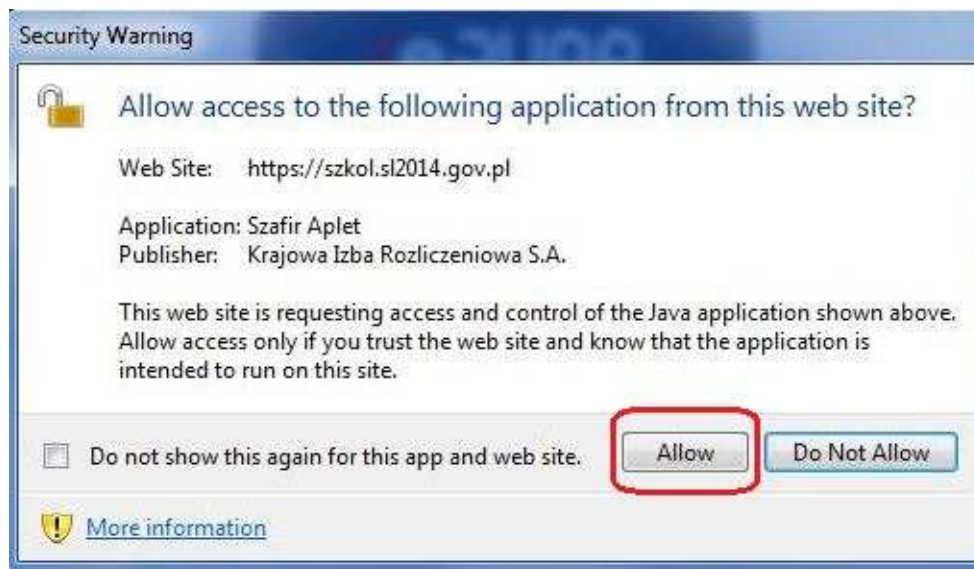 Security Warning
Allow access to the following application from this web site?
Web Site: https://szkol.sl2014.gov.pl
Application: Szafir Aplet
Publisher: Krajowa Izba Rozliczeniowa S.A.
This web site is requesting access and control of the Java application shown above.
Allow access only if you trust the web site and know that the application is
intended to run on this site.
Do not show this again for this app and web site. Allow Do Not Allow
More information